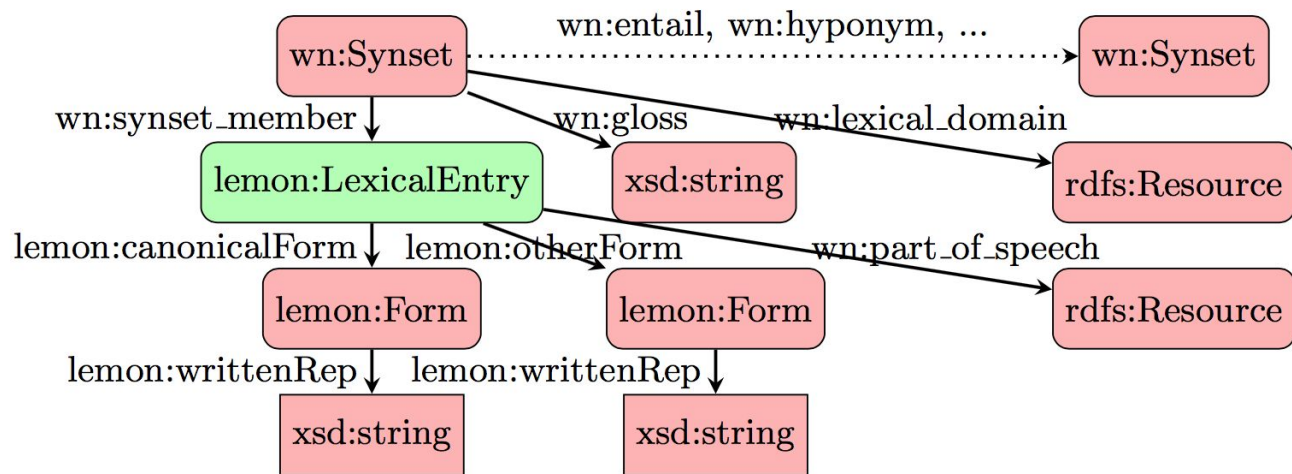 wn:entail, wn:hyponym, ...
wn:Synset
wn:Synset
wn:synset_member
wn:gloss
wn:lexical_domain
lemon:LexicalEntry
xsd:string
rdfs:Resource
lemon:canonicalForm
lemon:otherForm
wn:part_of_speech
lemon:Form
lemon:Form
rdfs:Resource
lemon:writtenRep
lemon:writtenRep
xsd:string
xsd:string